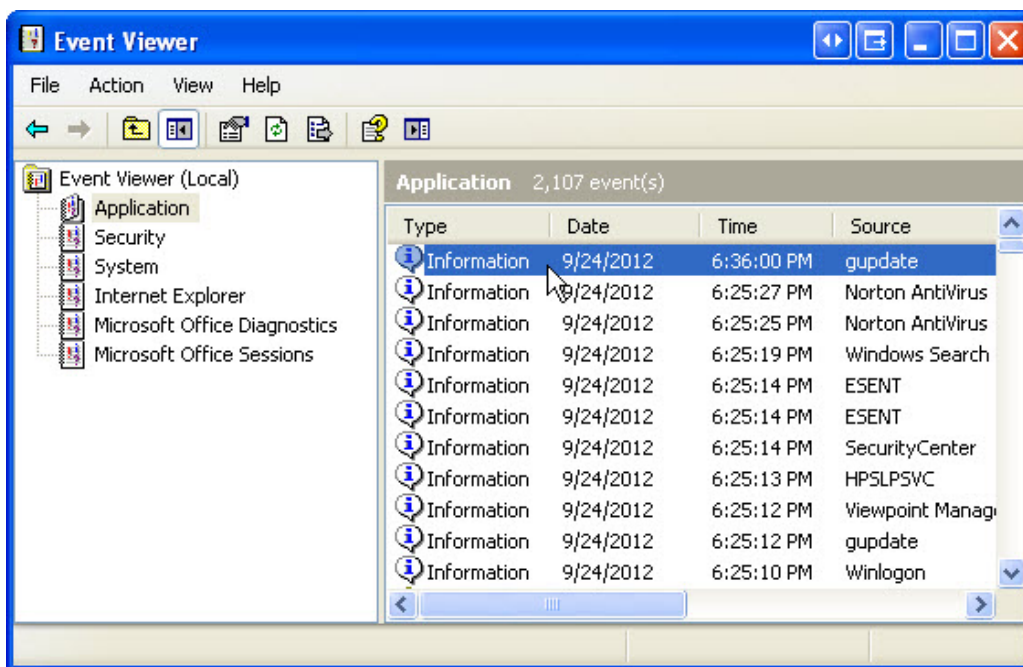 Event Viewer
File Action View Help
Event Viewer (Local)
Application
Security
System
Internet Explorer
Microsoft Office Diagnostics
Microsoft Office Sessions
Application 2,107 event(s)
Type Date Time Source
Information 9/24/2012 6:36:00 PM gupdate
Information 9/24/2012 6:25:27 PM Norton AntiVirus
Information 9/24/2012 6:25:25 PM Norton AntiVirus
Information 9/24/2012 6:25:19 PM Windows Search
Information 9/24/2012 6:25:14 PM ESENT
Information 9/24/2012 6:25:14 PM ESENT
Information 9/24/2012 6:25:14 PM SecurityCenter
Information 9/24/2012 6:25:13 PM HPSLPSVC
Information 9/24/2012 6:25:12 PM Viewpoint Manag
Information 9/24/2012 6:25:12 PM gupdate
Information 9/24/2012 6:25:10 PM Winlogon